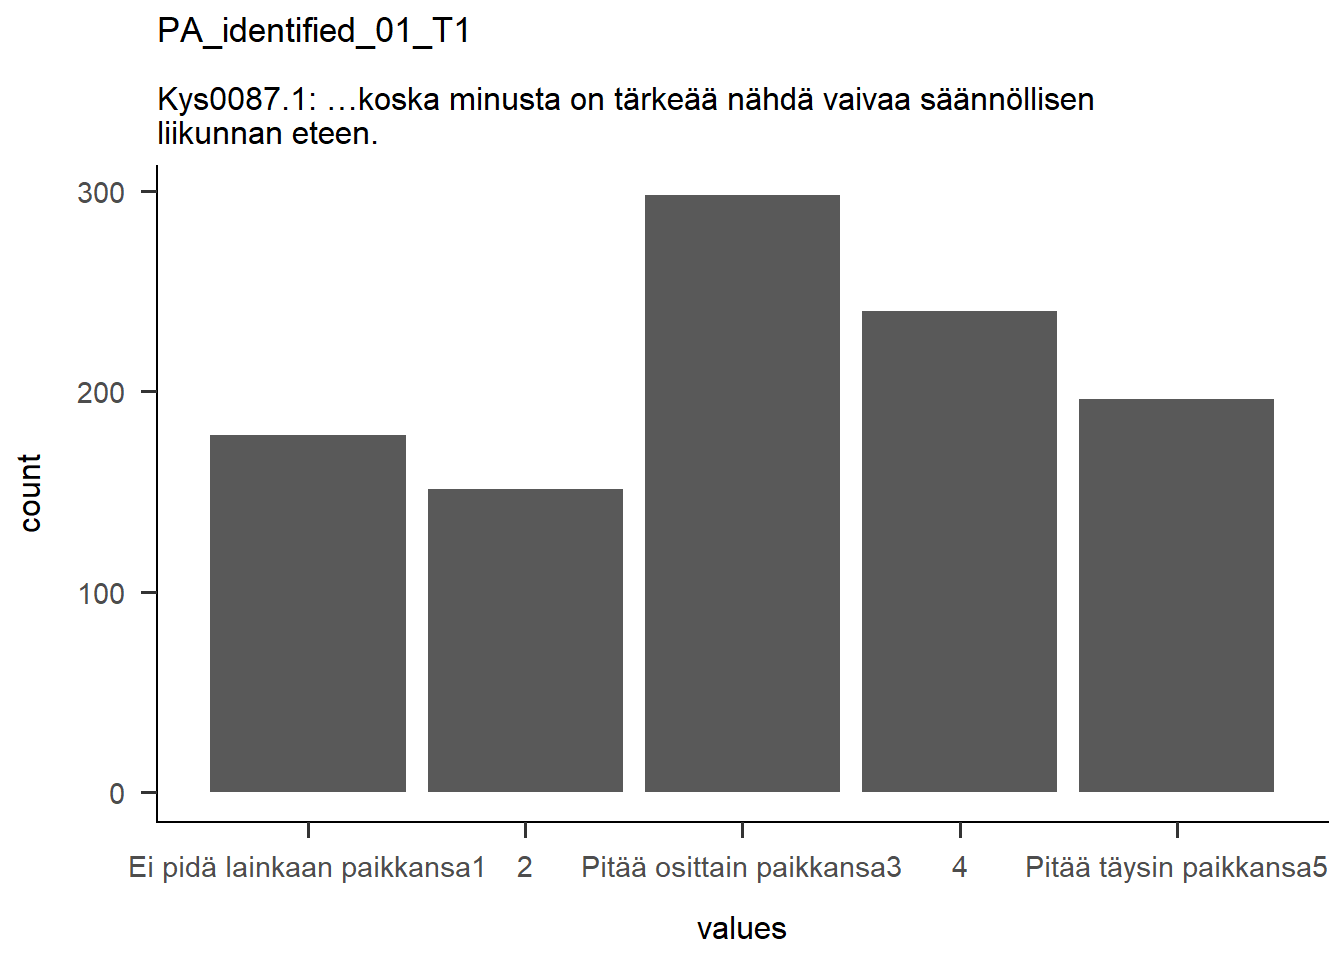 PA_identified_01_T1
Kys0087.1: …koska minusta on tärkeää nähdä vaivaa säännöllisen
liikunnan eteen.
300
200
100
0
count
Ei pidä lainkaan paikkansa1 2 Pitää osittain paikkansa3 4 Pitää täysin paikkansa5
values